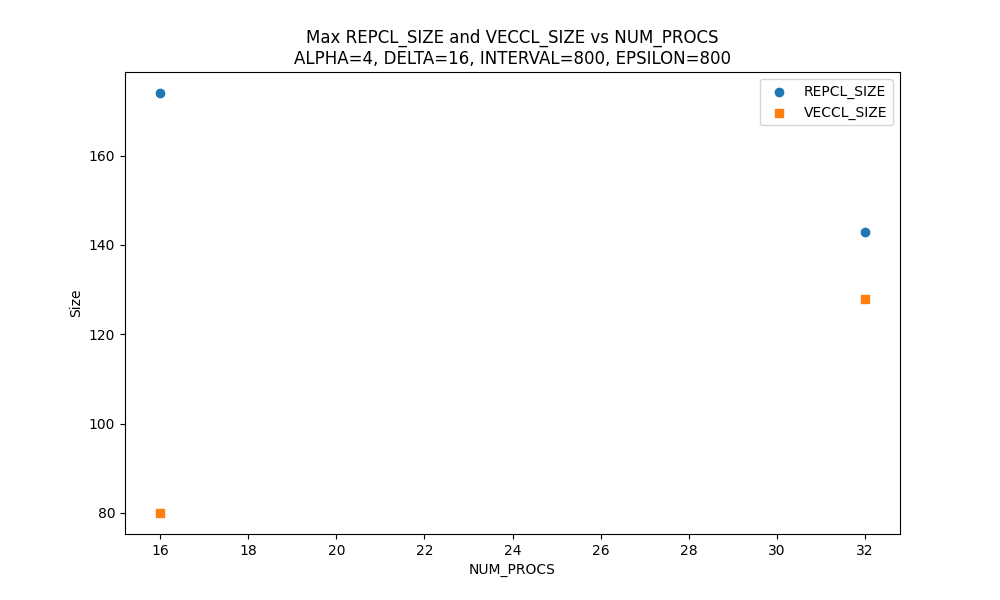 Max REPCL_SIZE and VECCL_SIZE vs NUM_PROCS
ALPHA=4, DELTA=16, INTERVAL=800, EPSILON=800
REPCL_SIZE
VECCL_SIZE
160
140
120
100
80
Size
16 18 20 22 24 26 28 30 32
NUM_PROCS